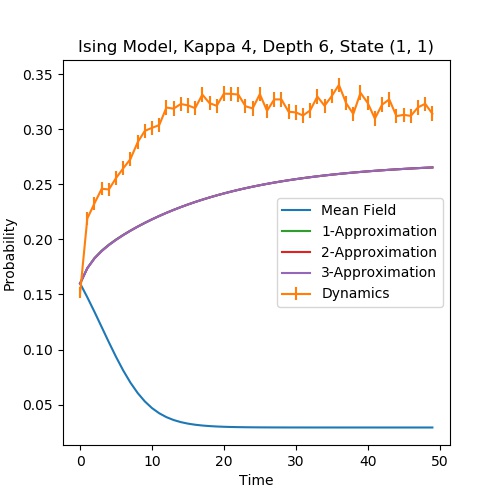 Ising Model, Kappa 4, Depth 6, State (1, 1)
0.35
0.30
0.25
0.20
0.15
0.10
0.05
Probability
Mean Field
1-Approximation
2-Approximation
3-Approximation
Dynamics
0 10 20 30 40 50
Time